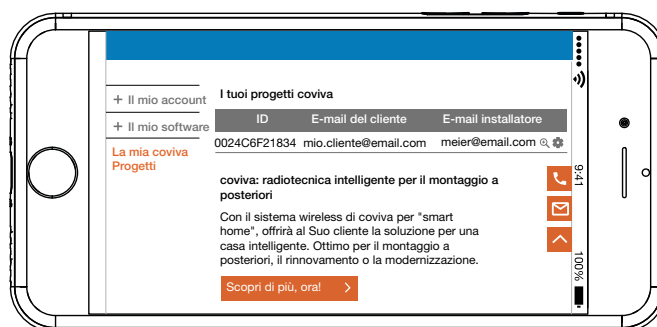 + Il mio account
+ Il mio software
La mia coviva
Progetti
I tuoi progetti coviva
ID E-mail del cliente E-mail installatore
0024C6F21834 mio.cliente@email.com meier@email.com
coviva: radiotecnica intelligente per il montaggio a
posteriori
Con il sistema wireless di coviva per "smart
home", offrirà al Suo cliente la soluzione per una
casa intelligente. Ottimo per il montaggio a
posteriori, il rinnovamento o la modernizzazione.
Scopri di più, ora!
9:41
100%